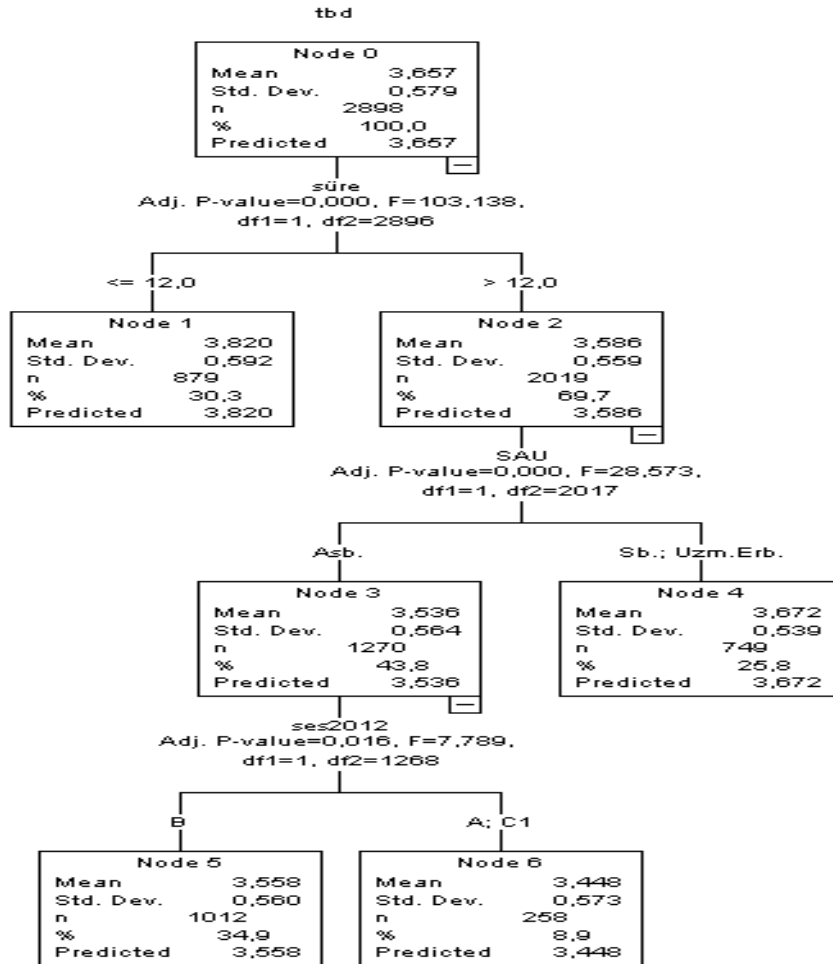 tbd
Node 0
Mean 3,657
Std. Dev. 0,579
n 2898
% 100,0
Predicted 3,657
süre
Adj. P-value=0,000, F=103,138,
df1=1, df2=2896
<= 12,0
> 12,0
Node 1
Mean 3,820
Std. Dev. 0,592
n 879
% 30,3
Predicted 3,820
Node 2
Mean 3,586
Std. Dev. 0,559
n 2019
% 69,7
Predicted 3,586
SAU
Adj. P-value=0,000, F=28,573,
df1=1, df2=2017
Asb.
Sb.; Uzm.Erb.
Node 3
Mean 3,536
Std. Dev. 0,564
n 1270
% 43,8
Predicted 3,536
Node 4
Mean 3,672
Std. Dev. 0,539
n 749
% 25,8
Predicted 3,672
ses2012
Adj. P-value=0,016, F=7,789,
df1=1, df2=1268
B
A; C1
Node 5
Mean 3,558
Std. Dev. 0,560
n 1012
% 34,9
Predicted 3,558
Node 6
Mean 3,448
Std. Dev. 0,573
n 258
% 8,9
Predicted 3,448